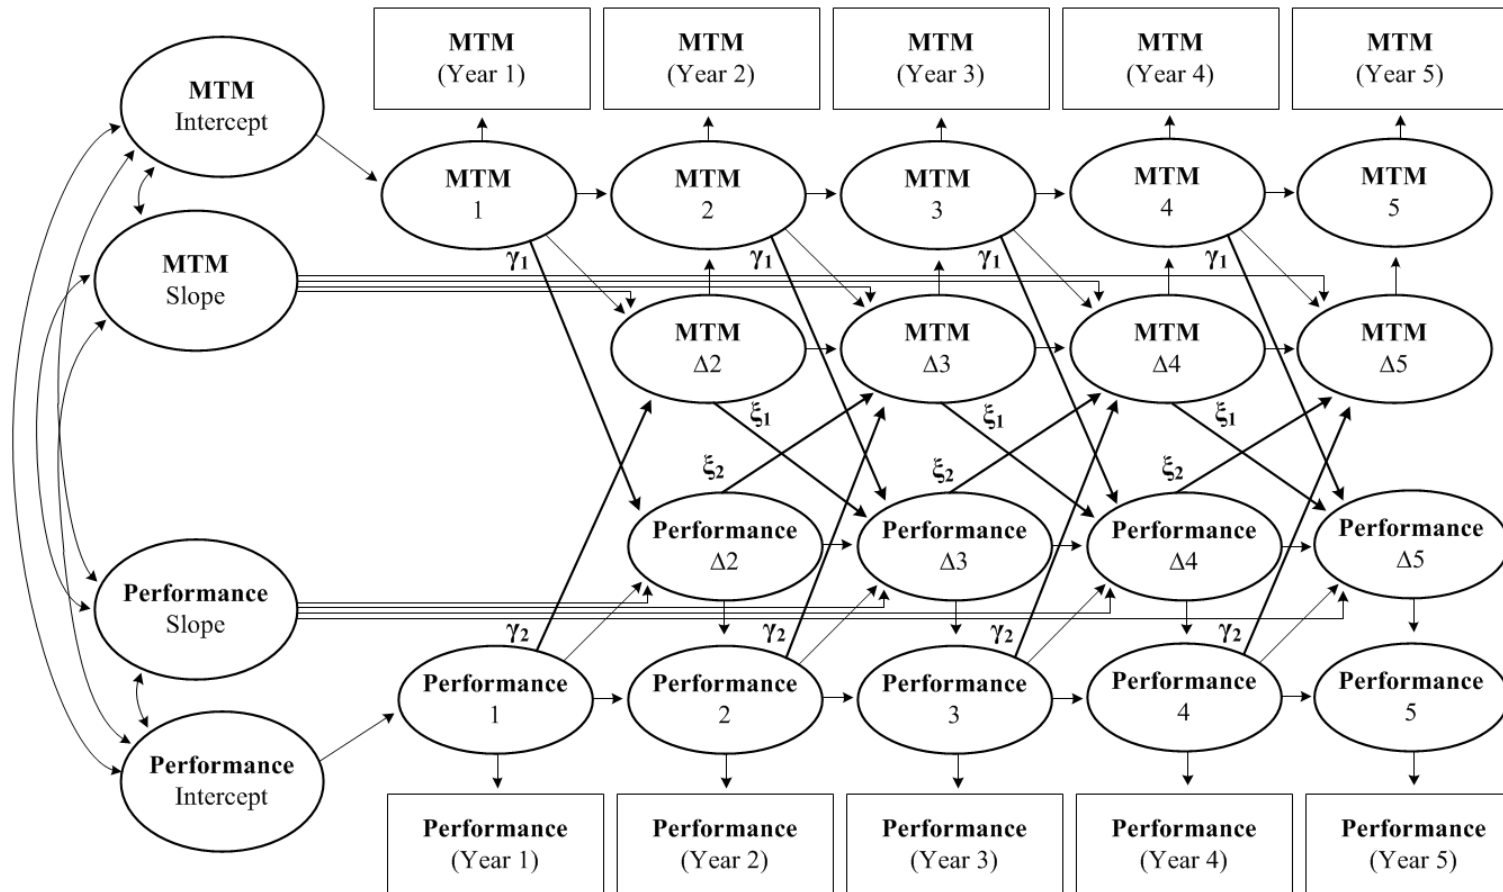 MTM
(Year 1)
MTM
(Year 2)
MTM
(Year 3)
MTM
(Year 4)
MTM
(Year 5)
MTM
Intercept
MTM
1
MTM
2
MTM
3
MTM
4
MTM
5
γ1
γ1
γ1
γ1
MTM
Slope
MTM
Δ2
MTM
Δ3
MTM
Δ4
MTM
Δ5
ξ1
ξ1
ξ1
ξ2
ξ2
ξ2
Performance
Δ2
Performance
Δ3
Performance
Δ4
Performance
Δ5
Performance
Slope
γ2
γ2
γ2
γ2
Performance
1
Performance
2
Performance
3
Performance
4
Performance
5
Performance
Intercept
Performance
(Year 1)
Performance
(Year 2)
Performance
(Year 3)
Performance
(Year 4)
Performance
(Year 5)